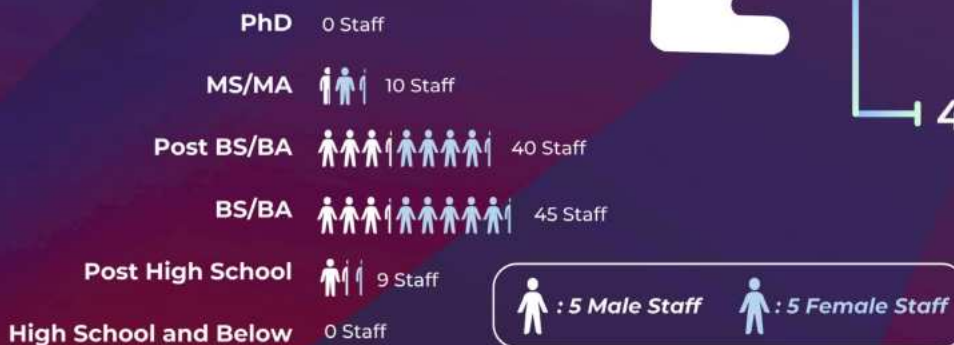 PhD 0 Staff
MS/MA 10 Staff
Post BS/BA 40 Staff
4
BS/BA 45 Staff
Post High School 9 Staff
: 5 Male Staff : 5 Female Staff
High School and Below 0 Staff